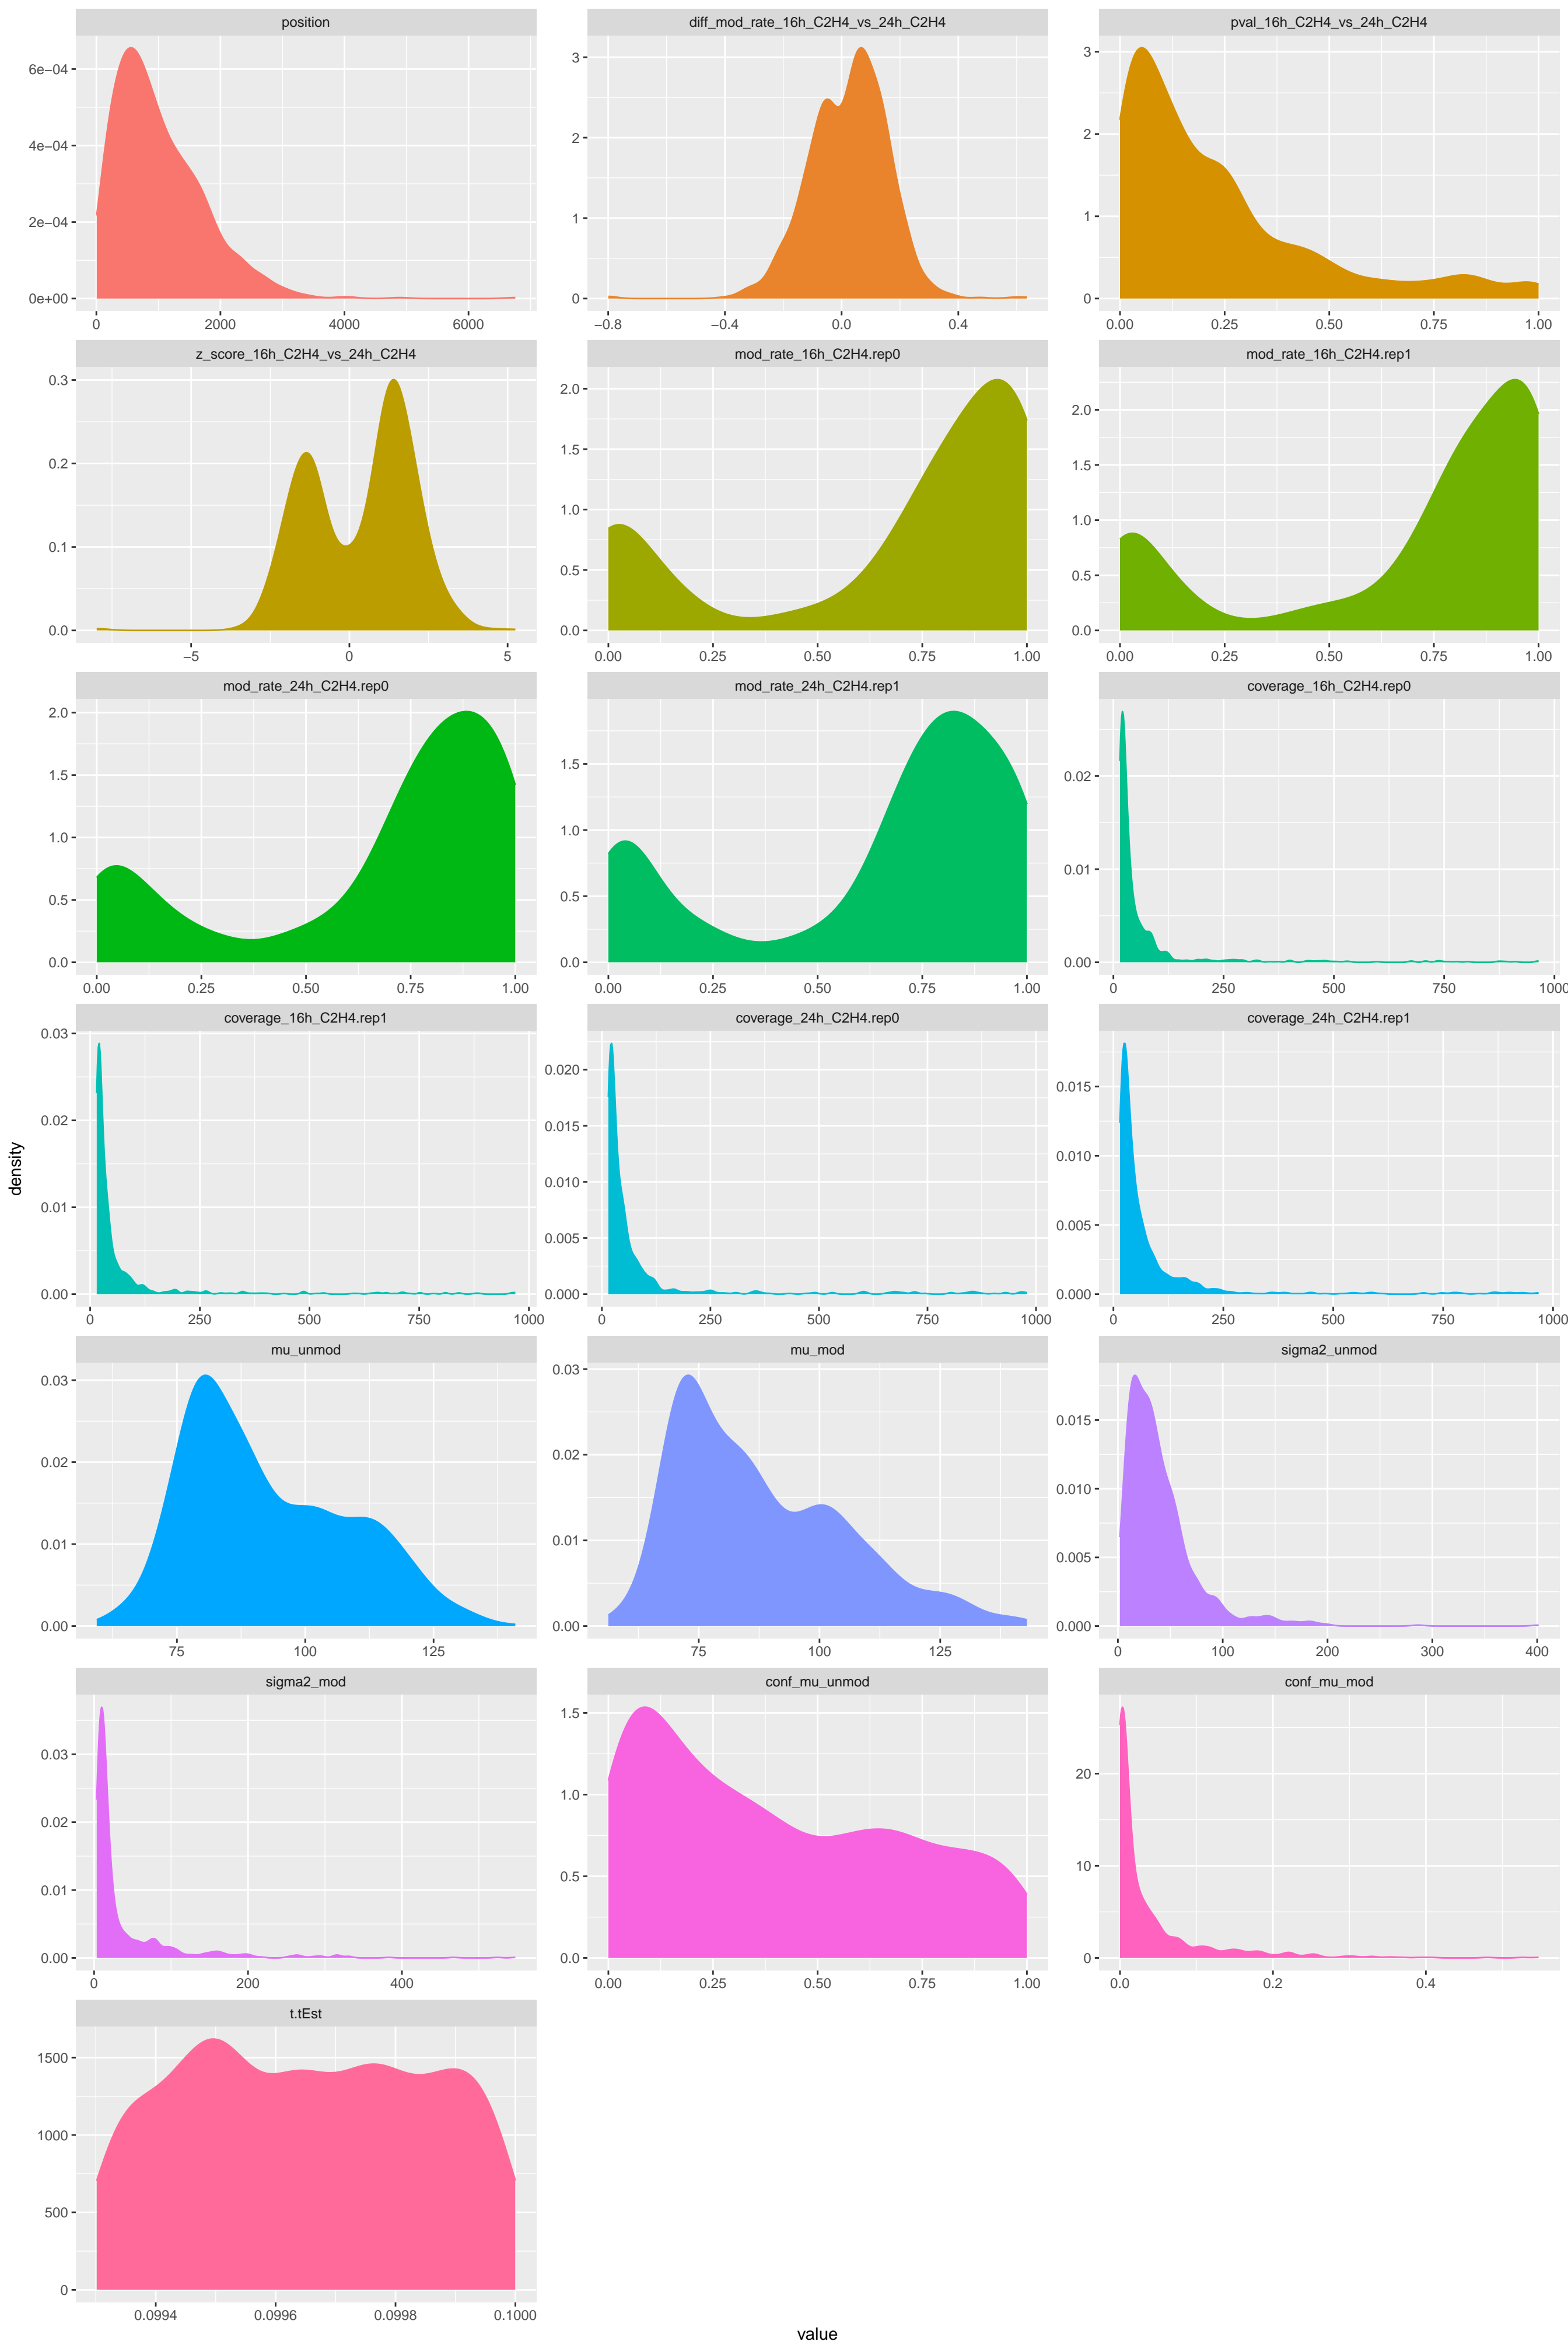 position
diff_mod_rate_16h_C2H4_vs_24h_C2H4
pval_16h_C2H4_vs_24h_C2H4
6e−04
4e−04
2e−04
0e+00
0 2000 4000 6000
3
2
1
0
−0.8 −0.4 0.0 0.4
3
2
1
0
0.00 0.25 0.50 0.75 1.00
z_score_16h_C2H4_vs_24h_C2H4
mod_rate_16h_C2H4.rep0
mod_rate_16h_C2H4.rep1
0.3
0.2
0.1
0.0
−5 0 5
2.0
1.5
1.0
0.5
0.0
0.00 0.25 0.50 0.75 1.00
2.0
1.5
1.0
0.5
0.0
0.00 0.25 0.50 0.75 1.00
mod_rate_24h_C2H4.rep0
mod_rate_24h_C2H4.rep1
coverage_16h_C2H4.rep0
2.0
1.5
1.0
0.5
0.0
0.00 0.25 0.50 0.75 1.00
1.5
1.0
0.5
0.0
0.00 0.25 0.50 0.75 1.00
0.02
0.01
0.00
0 250 500 750 1000
coverage_16h_C2H4.rep1
coverage_24h_C2H4.rep0
coverage_24h_C2H4.rep1
0.03
0.02
0.01
0.00
0 250 500 750 1000
0.020
0.015
0.010
0.005
0.000
0 250 500 750 1000
0.015
0.010
0.005
0.000
0 250 500 750 1000
density
mu_unmod
mu_mod
sigma2_unmod
0.03
0.02
0.01
0.00
75 100 125
0.03
0.02
0.01
0.00
75 100 125
0.015
0.010
0.005
0.000
0 100 200 300 400
sigma2_mod
conf_mu_unmod
conf_mu_mod
0.03
0.02
0.01
0.00
0 200 400
1.5
1.0
0.5
0.0
0.00 0.25 0.50 0.75 1.00
20
10
0
0.0 0.2 0.4
t.tEst
1500
1000
500
0
0.0994 0.0996 0.0998 0.1000
value